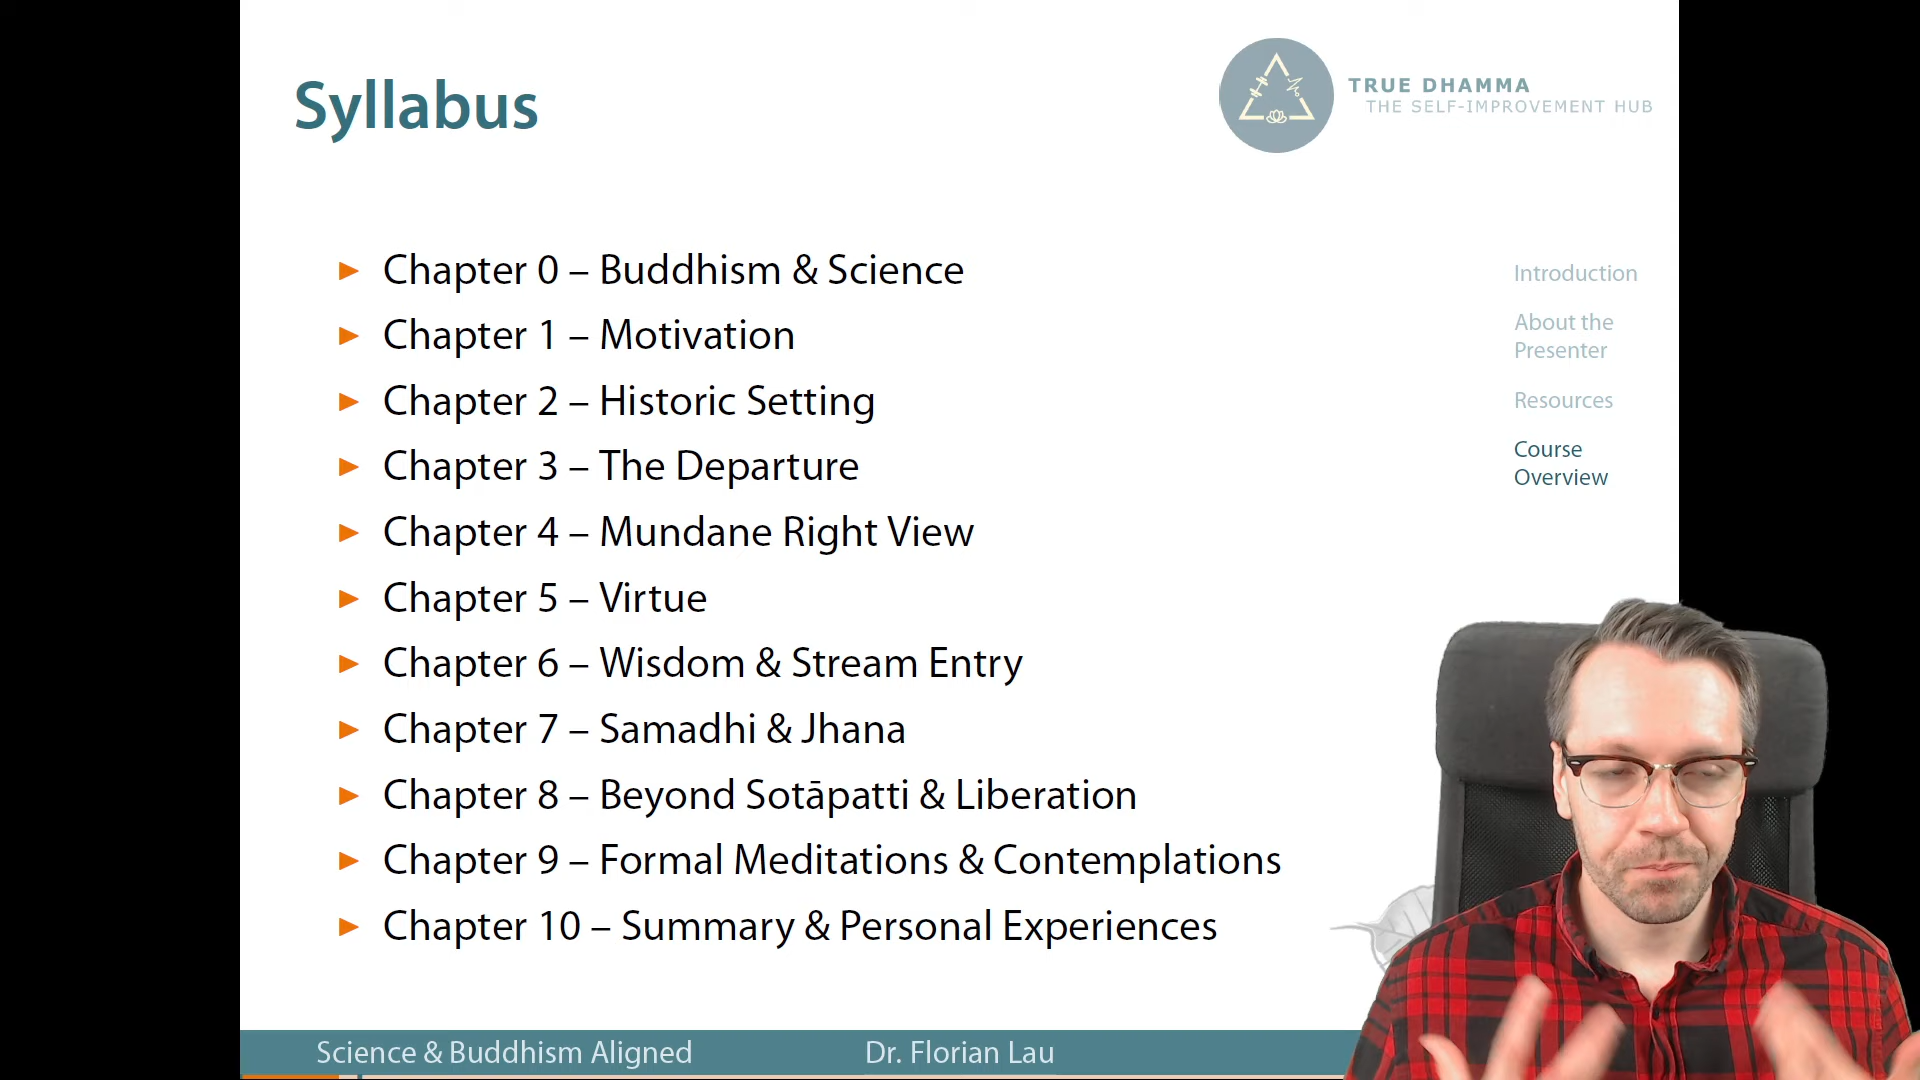 Syllabus
TRUE DHAMMA
THE SELF-IMPROVEMENT HUB
Chapter 0 – Buddhism & Science
Chapter 1 – Motivation
Chapter 2 – Historic Setting
Chapter 3 – The Departure
Chapter 4 – Mundane Right View
Chapter 5 – Virtue
Chapter 6 – Wisdom & Stream Entry
Chapter 7 – Samadhi & Jhana
Chapter 8 – Beyond Sotāpatti & Liberation
Chapter 9 – Formal Meditations & Contemplations
Chapter 10 – Summary & Personal Experiences
Introduction
About the
Presenter
Resources
Course
Overview
Science & Buddhism Aligned
Dr. Florian Lau